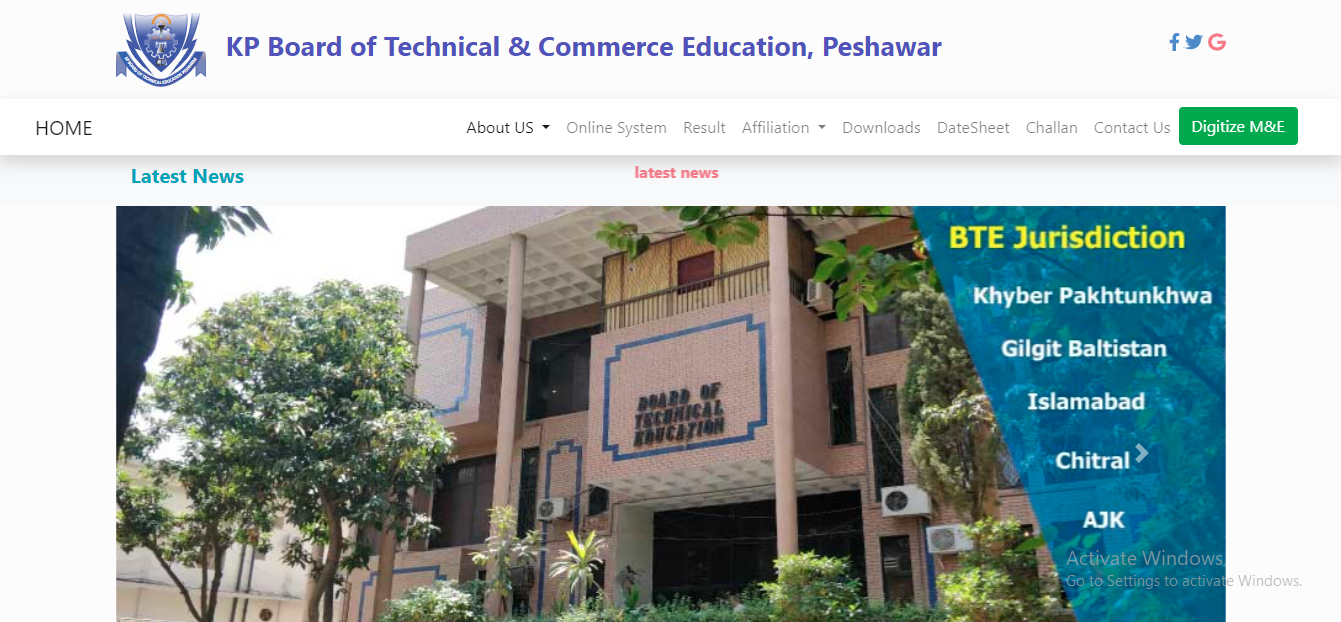 KP Board of Technical & Commerce Education, Peshawar
HOME
About US
Online System
Result
Affiliation
Downloads
DateSheet
Challan
Contact Us
Digitize M&E
Latest News
latest news
BOARD OF
TECHNICAL
EDUCATION
BTE Jurisdiction
Khyber Pakhtunkhwa
Gilgit Baltistan
Islamabad
Chitral
AJK
Activate Windows
Go to Settings to activate Windows.